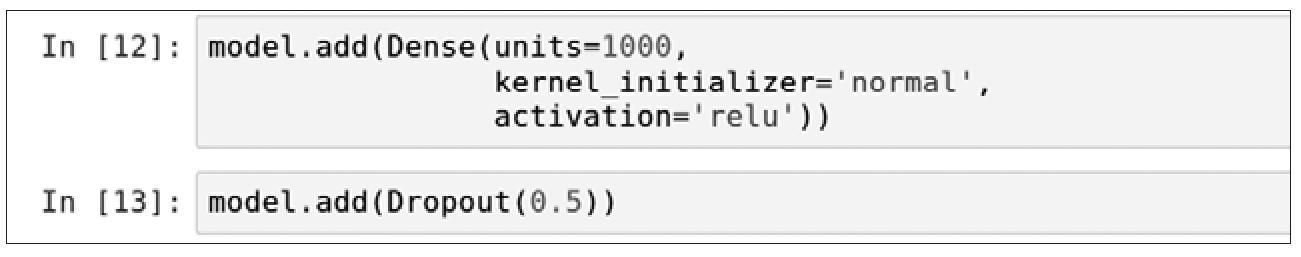 In [12]: model.add(Dense(units=1000,
kernel_initializer='normal',
activation='relu'))
In [13]: model.add(Dropout(0.5))